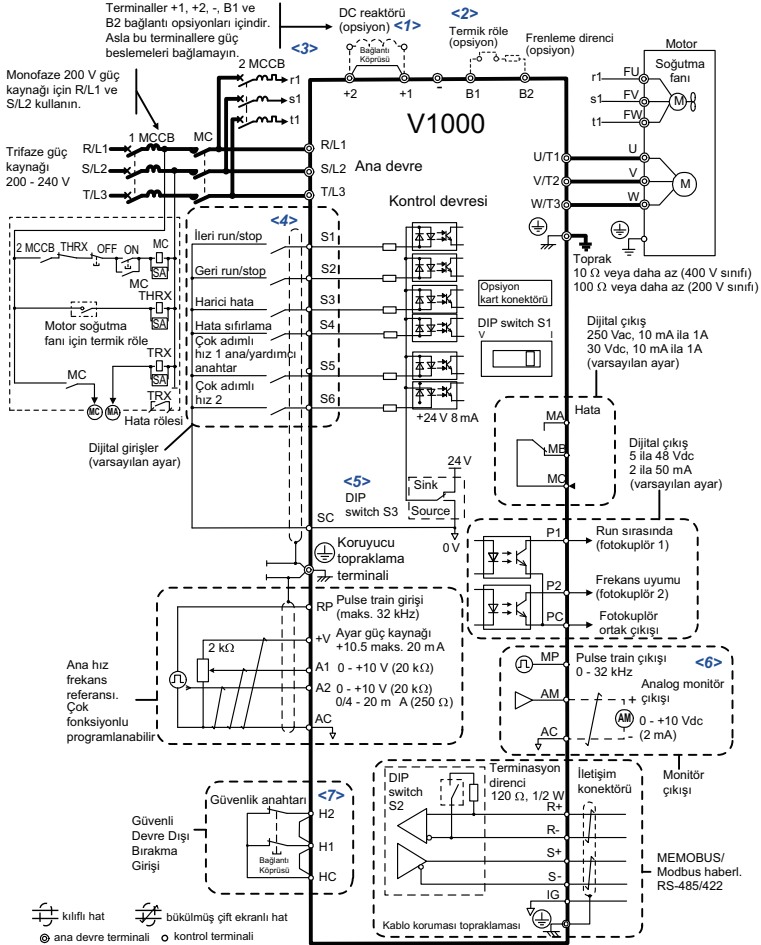 Terminaller +1, +2, -, B1 ve
B2 bağlantı opsiyonları içindir.
Asla bu terminallere güç
beslemeleri bağlamayın.
DC reaktörü
(opsiyon) <1>
Bağlantı
Köprüsü
<2>
Termik röle
(opsiyon)
Frenleme direnci
(opsiyon)
<3>
2 MCCB
r1
s1
t1
+2
+1
-
B1
B2
Motor
Soğutma
fanı
r1
FU
s1
FV
t1
FW
M
Monofaze 200 V güç
kaynağı için R/L1 ve
S/L2 kullanın.
V1000
1 MCCB
MC
Trifaze güç
kaynağı
200 - 240 V
R/L1
S/L2
T/L3
R/L1
S/L2
T/L3
Ana devre
Kontrol devresi
U/T1
V/T2
W/T3
U
V
W
M
Toprak
10 Ω veya daha az (400 V sınıfı)
100 Ω veya daha az (200 V sınıfı)
2 MCCB
THRX
OFF
ON
MC
SA
MC
THRX
SA
Motor soğutma
fanı için termik röle
TRX
SA
MC
TRX
MC
MA
Hata rölesi
<4>
İleri run/stop
S1
Geri run/stop
S2
Harici hata
S3
Hata sıfırlama
S4
Çok adımlı
hız 1 ana/yardımcı
anahtar
S5
Çok adımlı
hız 2
S6
Dijital girişler
(varsayılan ayar)
+24 V 8 mA
Opsiyon
kart konektörü
DIP switch S1
V
I
Dijital çıkış
250 Vac, 10 mA ila 1A
30 Vdc, 10 mA ila 1A
(varsayılan ayar)
MA
Hata
MB
MC
<5>
DIP
switch S3
24 V
Sink
Source
0 V
SC
Dijital çıkış
5 ila 48 Vdc
2 ila 50 mA
(varsayılan ayar)
Koruyucu
topraklama
terminali
P1
Run sırasında
(fotokuplör 1)
P2
Frekans uyumu
(fotokuplör 2)
PC
Fotokuplör
ortak çıkışı
Ana hız
frekans
referansı.
Çok
fonksiyonlu
programlanabilir
2 kΩ
RP
Pulse train girişi
(maks. 32 kHz)
+V
Ayar güç kaynağı
+10.5 maks. 20 mA
A1
0 - +10 V (20 kΩ)
A2
0 - +10 V (20 kΩ)
0/4 - 20 m A (250 Ω)
AC
MP
Pulse train çıkışı
0 - 32 kHz
<6>
AM
Analog monitör
çıkışı
+
AM
0 - +10 Vdc
(2 mA)
-
AC
Monitör
çıkışı
Güvenli
Devre Dışı
Bırakma
Girişi
Güvenlik anahtarı
<7>
H2
H1
HC
Bağlantı
Köprüsü
DIP
switch
S2
Terminasyon
direnci
120 Ω, 1/2 W
İletişim
konektörü
R+
R-
S+
S-
IG
Kablo koruması topraklaması
MEMOBUS/
Modbus haberl.
RS-485/422
kılıflı hat
bükülmüş çift ekranlı hat
ana devre terminali
kontrol terminali